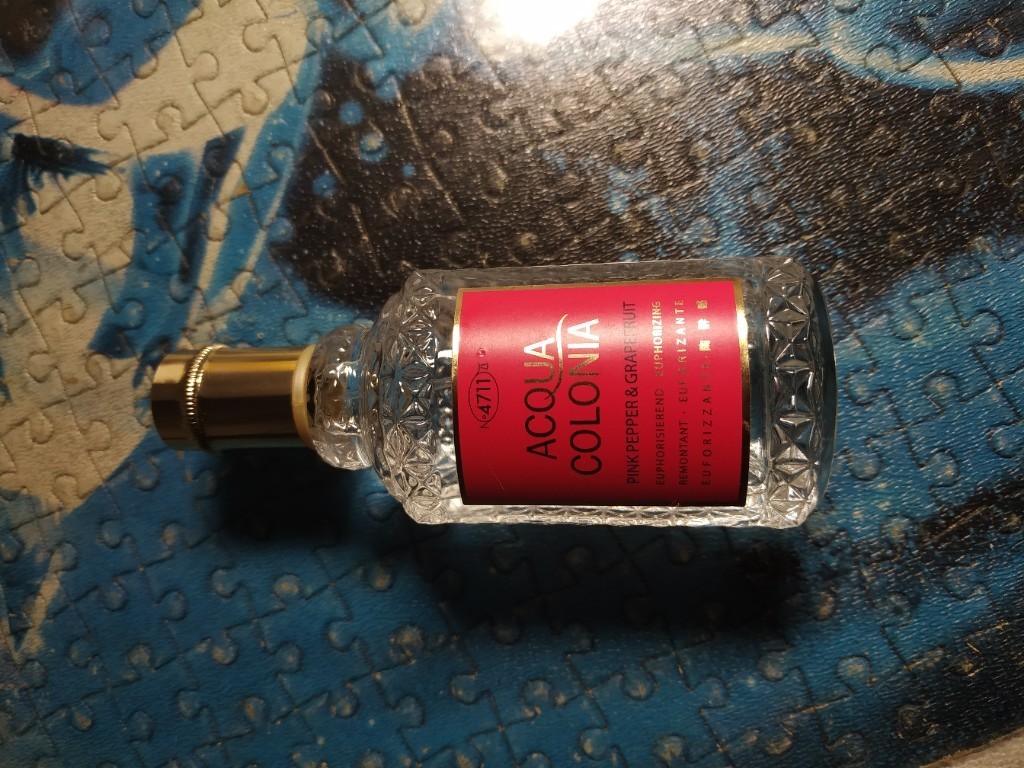 Nº4711
ACQUA
COLONIA
PINK PEPPER & GRAPEFRUIT
EUPHORISIEREND EUPHORIZING
REMONTANT · EUFORIZANTE
EUFORIZZANTE